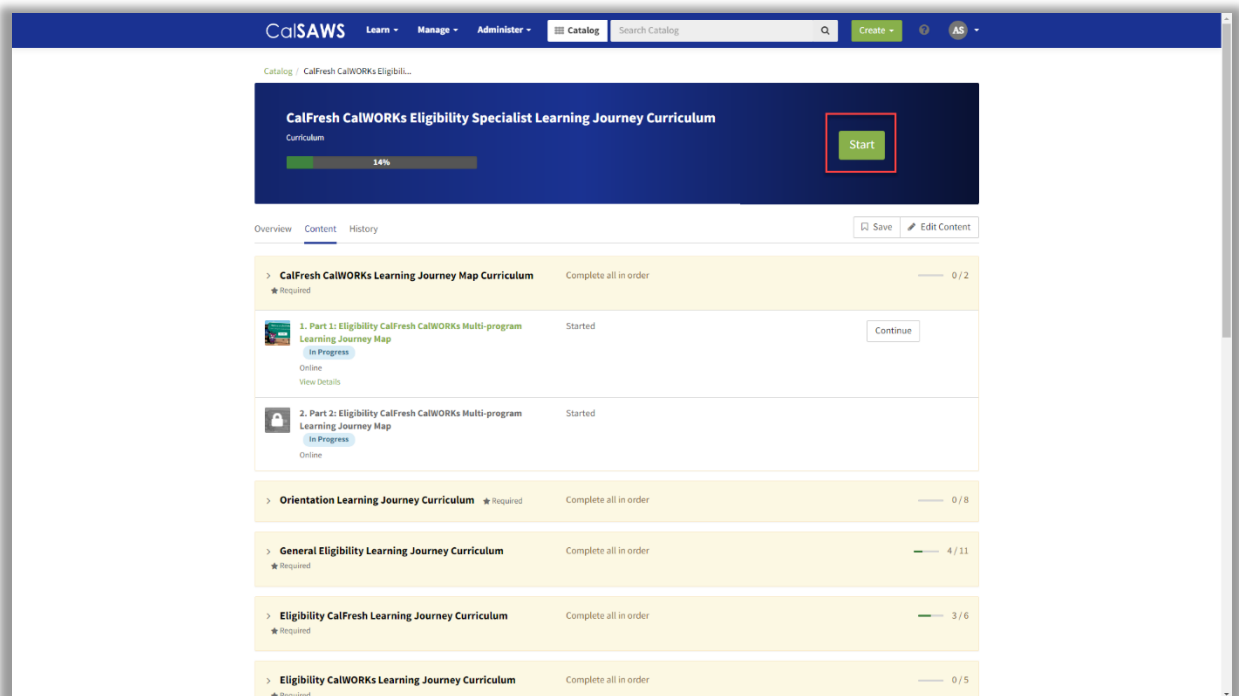 CalSAWS Learn Manage Administer Catalog Search Catalog Create ? AS
Catalog / CalFresh CalWORKs Eligibili...
CalFresh CalWORKs Eligibility Specialist Learning Journey Curriculum
Curriculum
14%
Start
Overview Content History Save Edit Content
CalFresh CalWORKs Learning Journey Map Curriculum Complete all in order 0 / 2
Required
1. Part 1: Eligibility CalFresh CalWORKs Multi-program Started Continue
Learning Journey Map
In Progress
Online
View Details
2. Part 2: Eligibility CalFresh CalWORKs Multi-program Started
Learning Journey Map
In Progress
Online
Orientation Learning Journey Curriculum Required Complete all in order 0 / 8
General Eligibility Learning Journey Curriculum Complete all in order 4 / 11
Required
Eligibility CalFresh Learning Journey Curriculum Complete all in order 3 / 6
Required
Eligibility CalWORKs Learning Journey Curriculum Complete all in order 0 / 5
Required